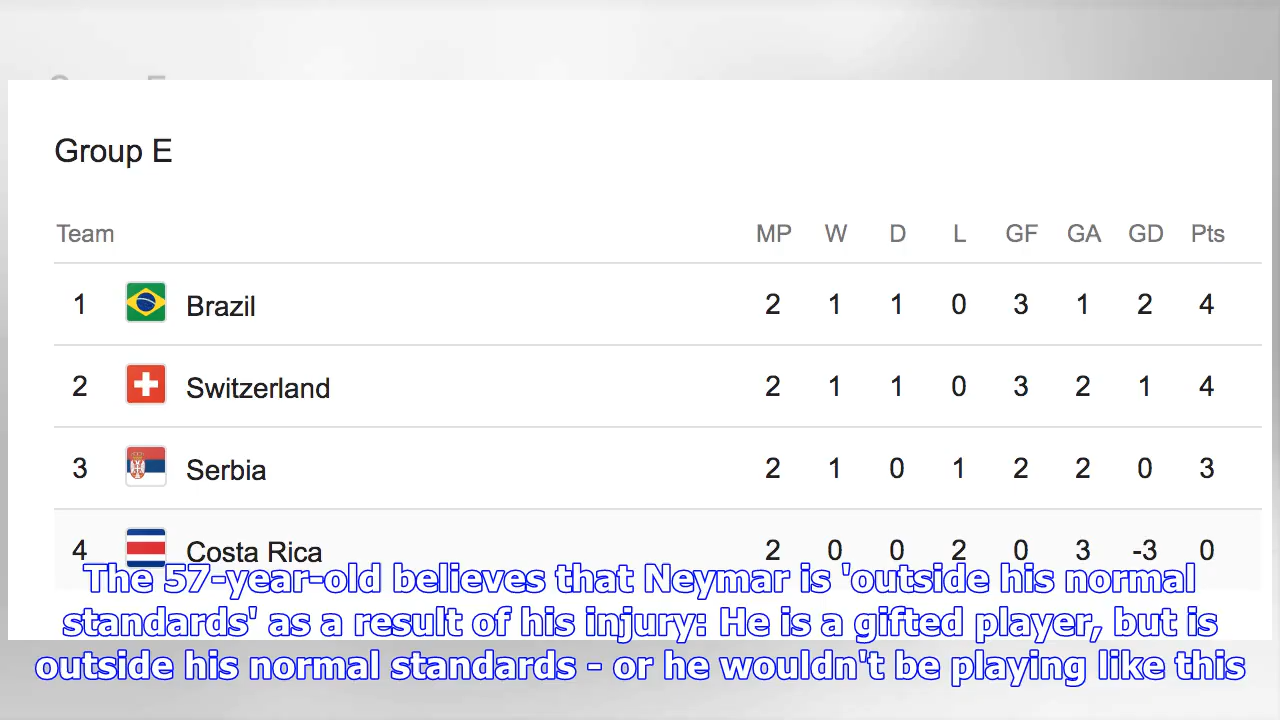 Group E
Team MP W D L GF GA GD Pts
1 Brazil 2 1 1 0 3 1 2 4
2 Switzerland 2 1 1 0 3 2 1 4
3 Serbia 2 1 0 1 2 2 0 3
4 Costa Rica 2 0 0 2 0 3 -3 0
The 57-year-old believes that Neymar is 'outside his normal
standards' as a result of his injury: He is a gifted player, but is
outside his normal standards - or he wouldn't be playing like this